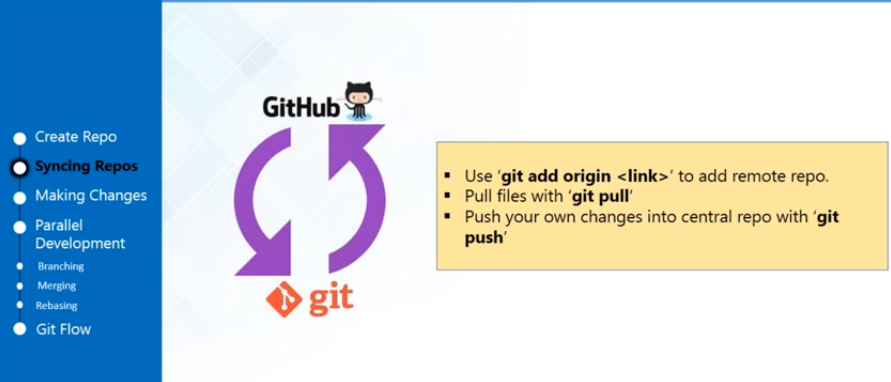 Create Repo
Syncing Repos
Making Changes
Parallel
Development
Branching
Merging
Rebasing
Git Flow
GitHub
git
▪ Use ‘git add origin <link>’ to add remote repo.
▪ Pull files with ‘git pull’
▪ Push your own changes into central repo with ‘git
push’